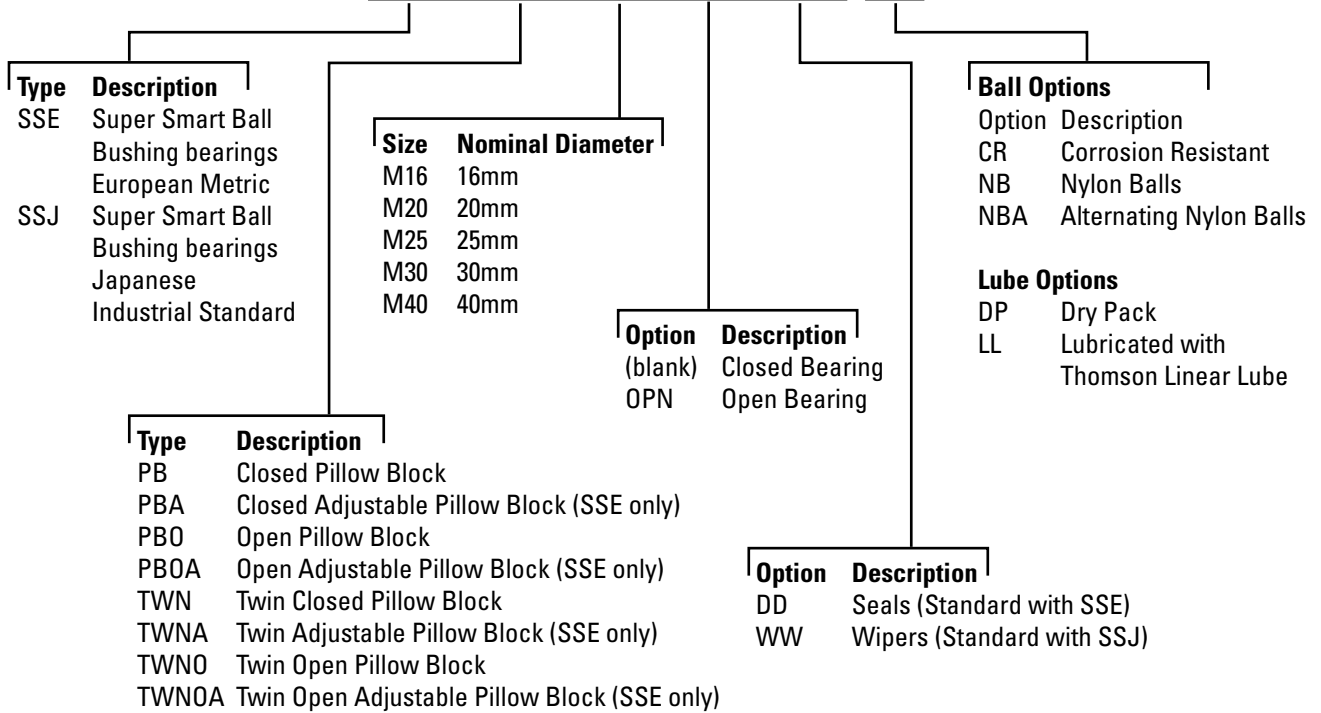 Type Description
SSE Super Smart Ball
Bushing bearings
European Metric
SSJ Super Smart Ball
Bushing bearings
Japanese
Industrial Standard
Size Nominal Diameter
M16 16mm
M20 20mm
M25 25mm
M30 30mm
M40 40mm
Option Description
(blank) Closed Bearing
OPN Open Bearing
Ball Options
Option Description
CR Corrosion Resistant
NB Nylon Balls
NBA Alternating Nylon Balls
Lube Options
DP Dry Pack
LL Lubricated with
Thomson Linear Lube
Type Description
PB Closed Pillow Block
PBA Closed Adjustable Pillow Block (SSE only)
PBO Open Pillow Block
PBOA Open Adjustable Pillow Block (SSE only)
TWN Twin Closed Pillow Block
TWNA Twin Adjustable Pillow Block (SSE only)
TWNO Twin Open Pillow Block
TWNOA Twin Open Adjustable Pillow Block (SSE only)
Option Description
DD Seals (Standard with SSE)
WW Wipers (Standard with SSJ)